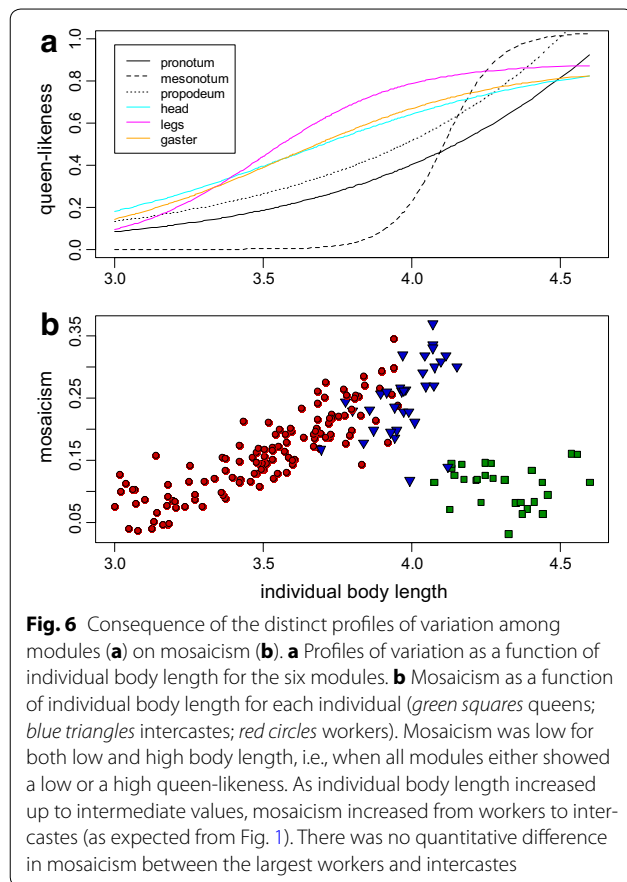 a
pronotum
mesonotum
propodeum
head
legs
gaster
queen-likeness
0.0 0.2 0.4 0.6 0.8 1.0
3.0 3.5 4.0 4.5
b
mosaicism
0.05 0.15 0.25 0.35
3.0 3.5 4.0 4.5
individual body length
Fig. 6 Consequence of the distinct profiles of variation among
modules (a) on mosaicism (b). a Profiles of variation as a function of
individual body length for the six modules. b Mosaicism as a function
of individual body length for each individual (green squares queens;
blue triangles intercastes; red circles workers). Mosaicism was low for
both low and high body length, i.e., when all modules either showed
a low or a high queen-likeness. As individual body length increased
up to intermediate values, mosaicism increased from workers to inter-
castes (as expected from Fig. 1). There was no quantitative difference
in mosaicism between the largest workers and intercastes